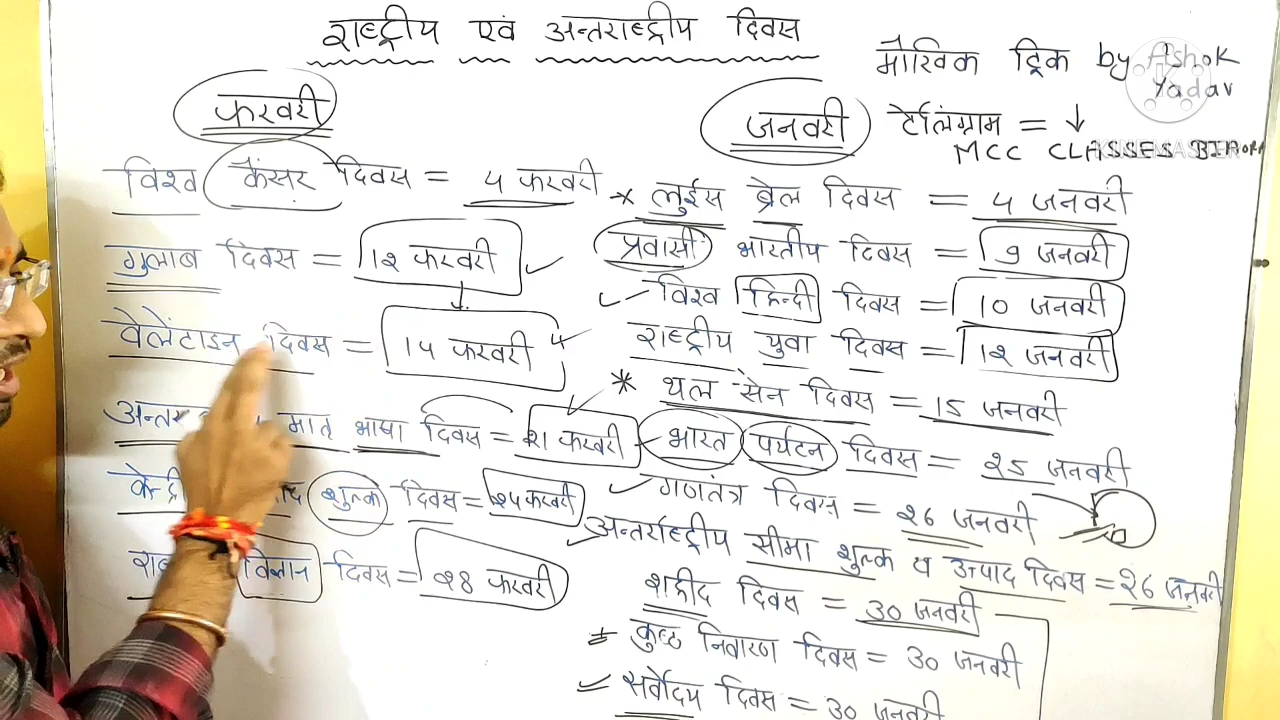 राष्ट्रीय एवं अन्तराष्ट्रीय दिवस
मौखिक ट्रिक by Ashok
Yadav
टेलिग्राम = ↓
MCC CLASSES
KINEMASTER
फरवरी
विश्व कैंसर दिवस = 4 फरवरी
गुलाब दिवस = 12 फरवरी
वेलेंटाइन दिवस = 14 फरवरी
मातृ भाषा दिवस = 21 फरवरी
शुल्क दिवस = 24 फरवरी
विज्ञान दिवस = 28 फरवरी
जनवरी
लुईस ब्रेल दिवस = 4 जनवरी
प्रवासी भारतीय दिवस = 9 जनवरी
विश्व हिन्दी दिवस = 10 जनवरी
राष्ट्रीय युवा दिवस = 12 जनवरी
थल सेन दिवस = 15 जनवरी
भारत पर्यटन दिवस = 25 जनवरी
गणतंत्र दिवस = 26 जनवरी
अन्तर्राष्ट्रीय सीमा शुल्क व उत्पाद दिवस = 26 जनवरी
शहीद दिवस = 30 जनवरी
कुष्ठ निवारण दिवस = 30 जनवरी
सर्वोदय दिवस = 30 जनवरी